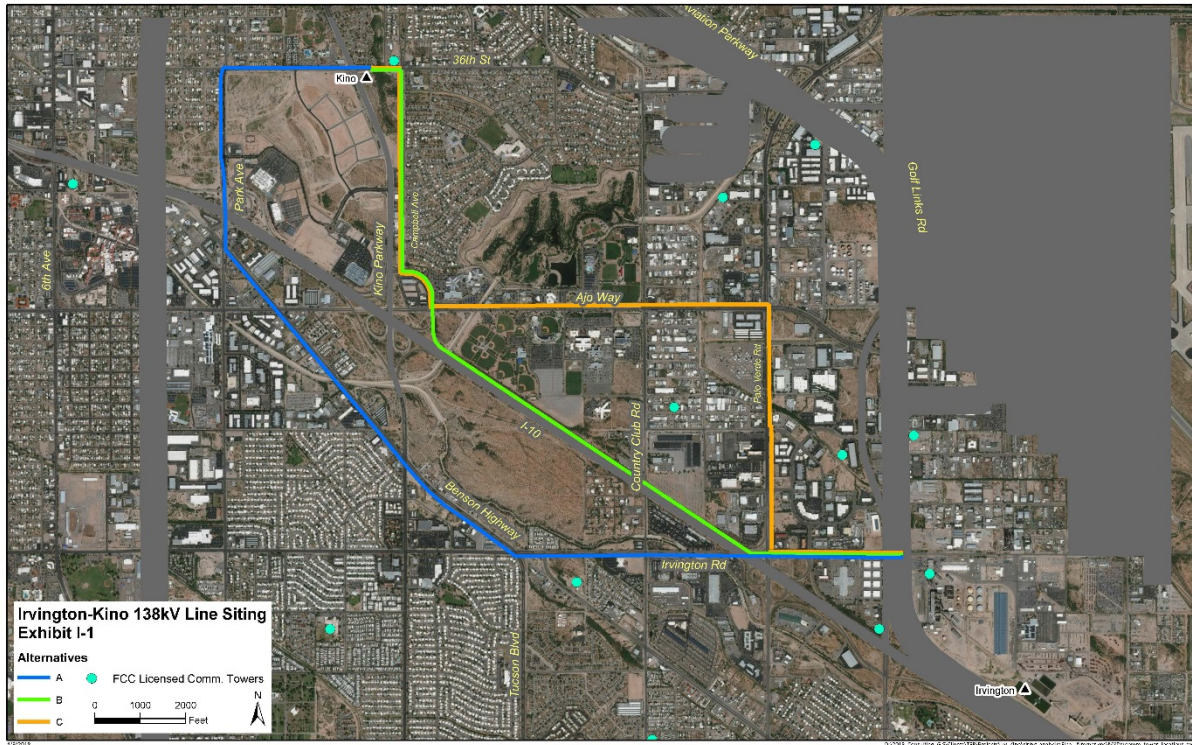 Aviation Parkway
36th St
Kino
Golf Links Rd
Park Ave
Campbell Ave
6th Ave
Kino Parkway
Ajo Way
Palo Verde Rd
I-10
Country Club Rd
Benson Highway
Irvington Rd
Tucson Blvd
Irvington
Irvington-Kino 138kV Line Siting
Exhibit I-1
Alternatives
A
FCC Licensed Comm. Towers
B
N
0 1000 2000
Feet
C